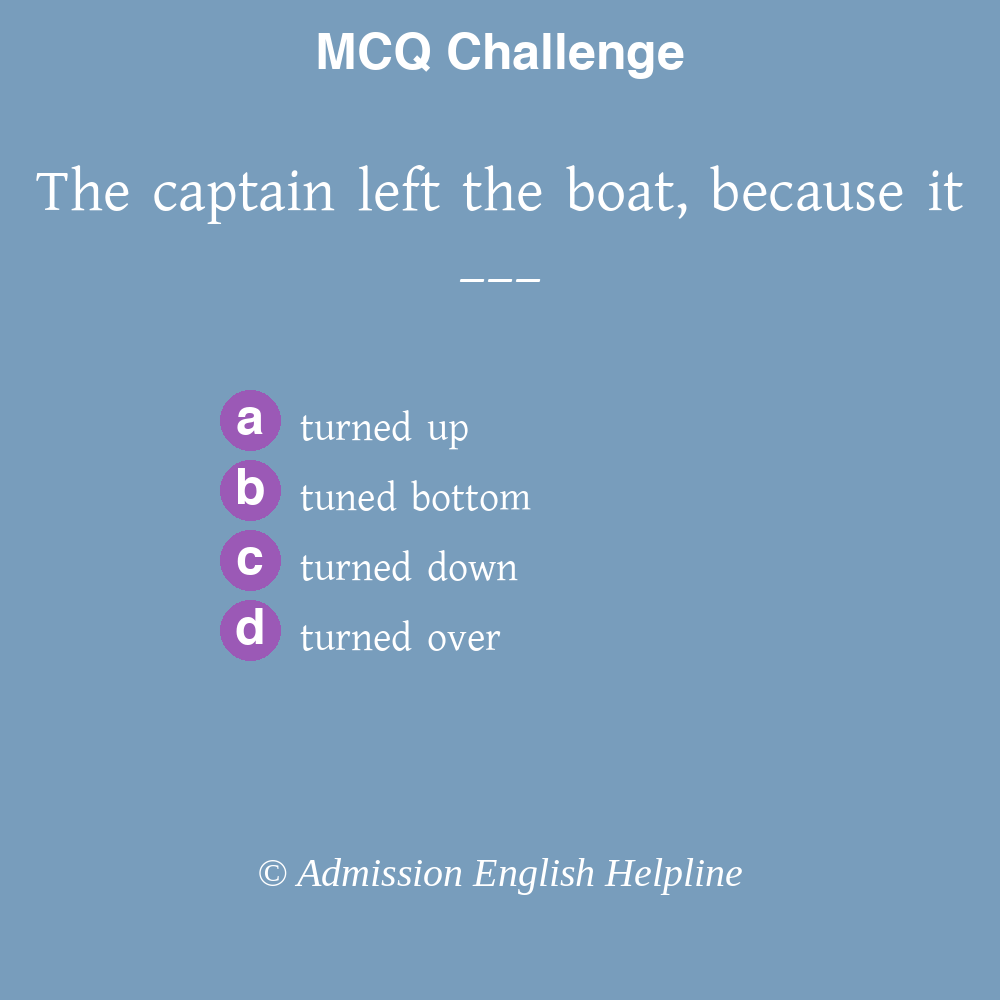 MCQ Challenge
The captain left the boat, because it
___
a turned up
b tuned bottom
c turned down
d turned over
© Admission English Helpline